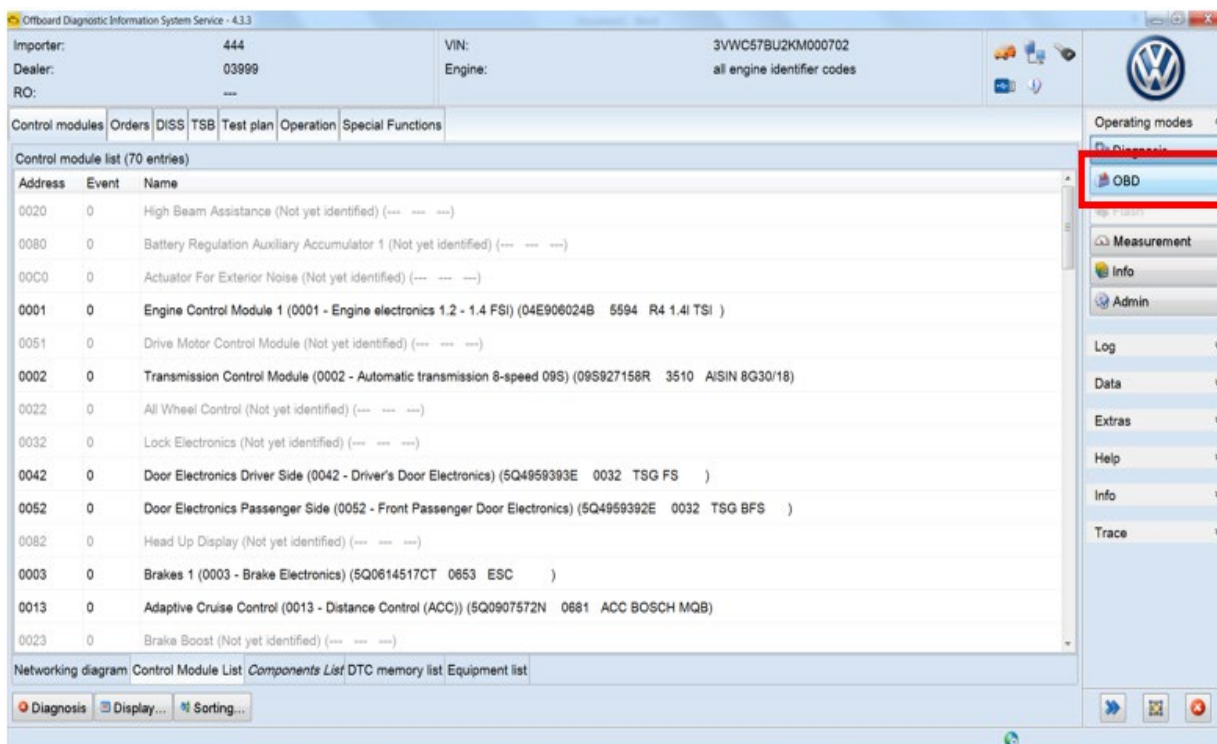 Offboard Diagnostic Information System Service - 4.3.3
Importer: 444 VIN: 3VWC57BU2KM000702
Dealer: 03999 Engine: all engine identifier codes
RO: ---
Control modules Orders DISS TSB Test plan Operation Special Functions
Control module list (70 entries)
Address Event Name
0020 0 High Beam Assistance (Not yet identified) (--- --- ---)
0080 0 Battery Regulation Auxiliary Accumulator 1 (Not yet identified) (--- --- ---)
00C0 0 Actuator For Exterior Noise (Not yet identified) (--- --- ---)
0001 0 Engine Control Module 1 (0001 - Engine electronics 1.2 - 1.4 FSI) (04E906024B 5594 R4 1.4l TSI )
0051 0 Drive Motor Control Module (Not yet identified) (--- --- ---)
0002 0 Transmission Control Module (0002 - Automatic transmission 8-speed 09S) (09S927158R 3510 AISIN 8G30/18)
0022 0 All Wheel Control (Not yet identified) (--- --- ---)
0032 0 Lock Electronics (Not yet identified) (--- --- ---)
0042 0 Door Electronics Driver Side (0042 - Driver's Door Electronics) (5Q4959393E 0032 TSG FS )
0052 0 Door Electronics Passenger Side (0052 - Front Passenger Door Electronics) (5Q4959392E 0032 TSG BFS )
0082 0 Head Up Display (Not yet identified) (--- --- ---)
0003 0 Brakes 1 (0003 - Brake Electronics) (5Q0614517CT 0653 ESC )
0013 0 Adaptive Cruise Control (0013 - Distance Control (ACC)) (5Q0907572N 0681 ACC BOSCH MQB)
0023 0 Brake Boost (Not yet identified) (--- --- ---)
Networking diagram Control Module List Components List DTC memory list Equipment list
Diagnosis Display... Sorting...
Operating modes
Diagnosis
OBD
Flash
Measurement
Info
Admin
Log
Data
Extras
Help
Info
Trace